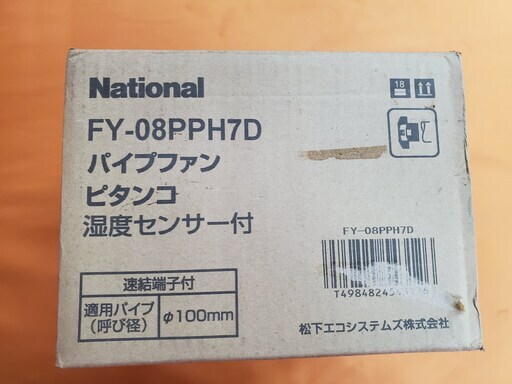 National
18
FY-08PPH7D
パイプファン
ピタンコ
湿度センサー付
FY-08PPH7D
速結端子付
適用パイプ
(呼び径)
φ100mm
松下エコシステムズ株式会社